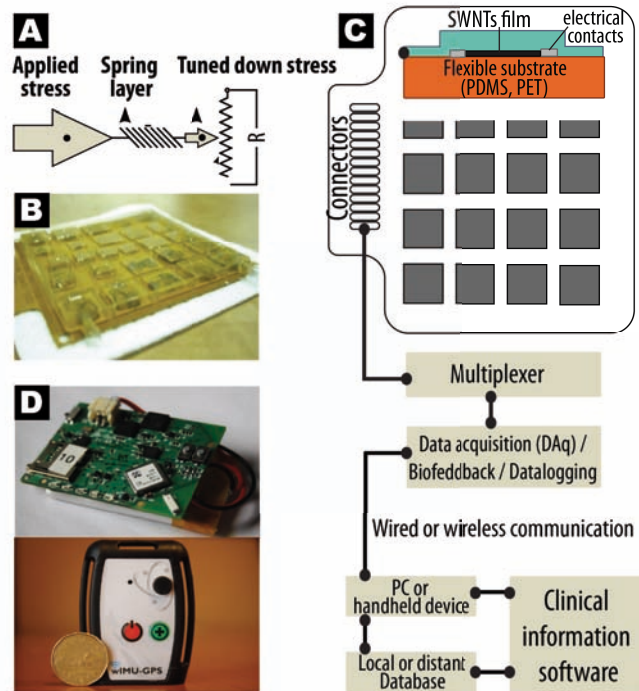 A
Applied
stress
Spring
layer
Tuned down stress
R
B
C
SWNTs film
electrical
contacts
Flexible substrate
(PDMS, PET)
Connectors
Multiplexer
Data acquisition (DAq) /
Biofeddback / Datalogging
Wired or wireless communication
PC or
handheld device
Local or distant
Database
Clinical
information
software
D
10
wIMU-GPS